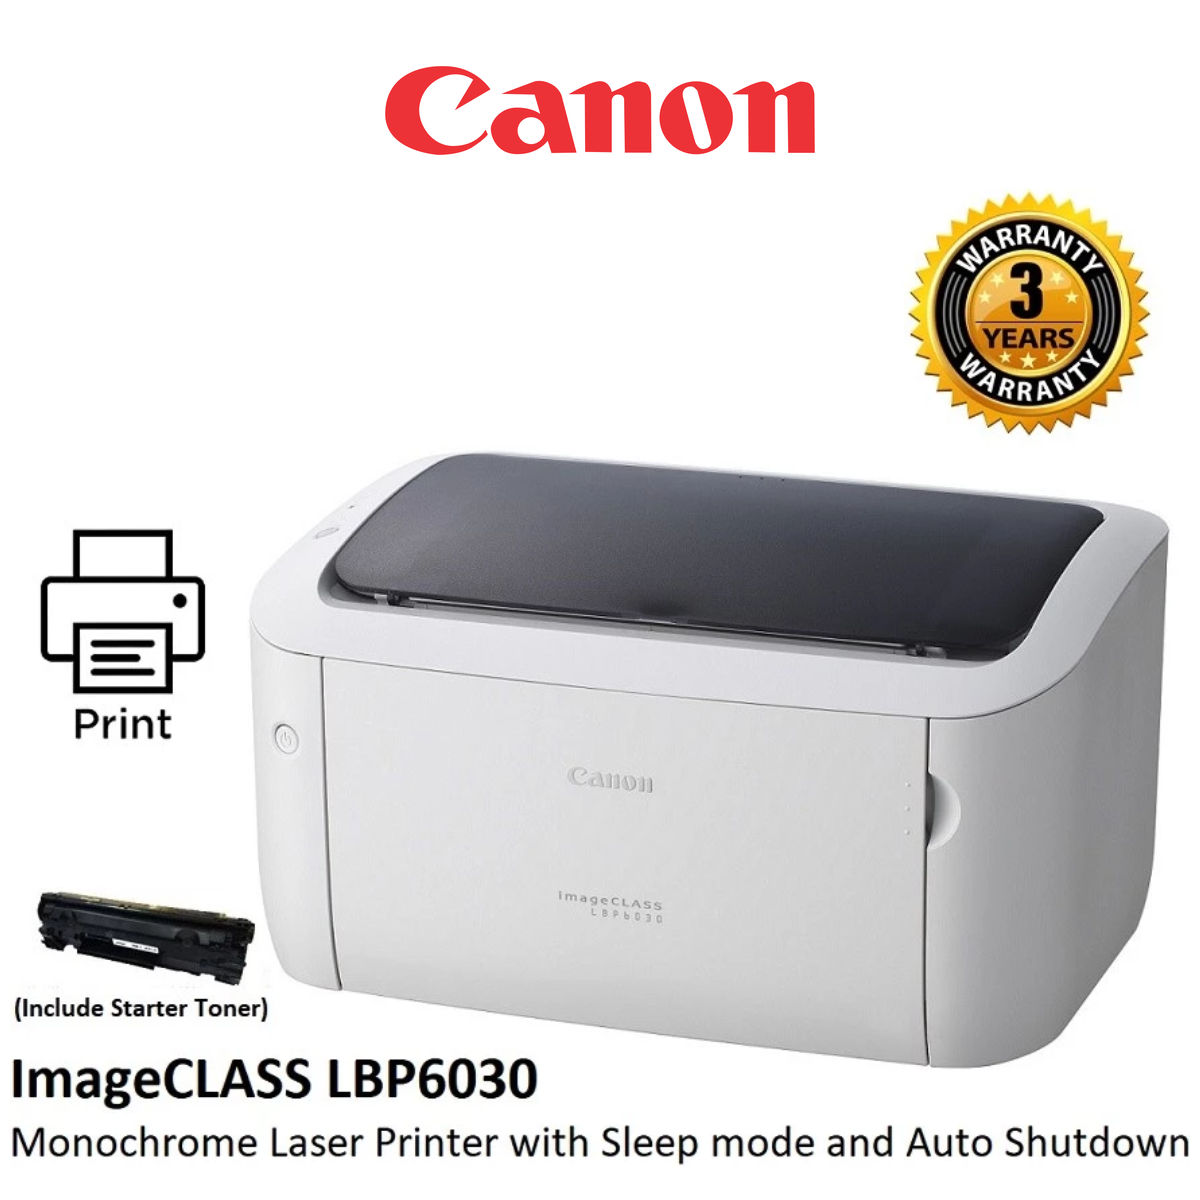 Canon
WARRANTY
3
YEARS
WARRANTY
Print
Canon
imageCLASS
LBP6030
(Include Starter Toner)
ImageCLASS LBP6030
Monochrome Laser Printer with Sleep mode and Auto Shutdown